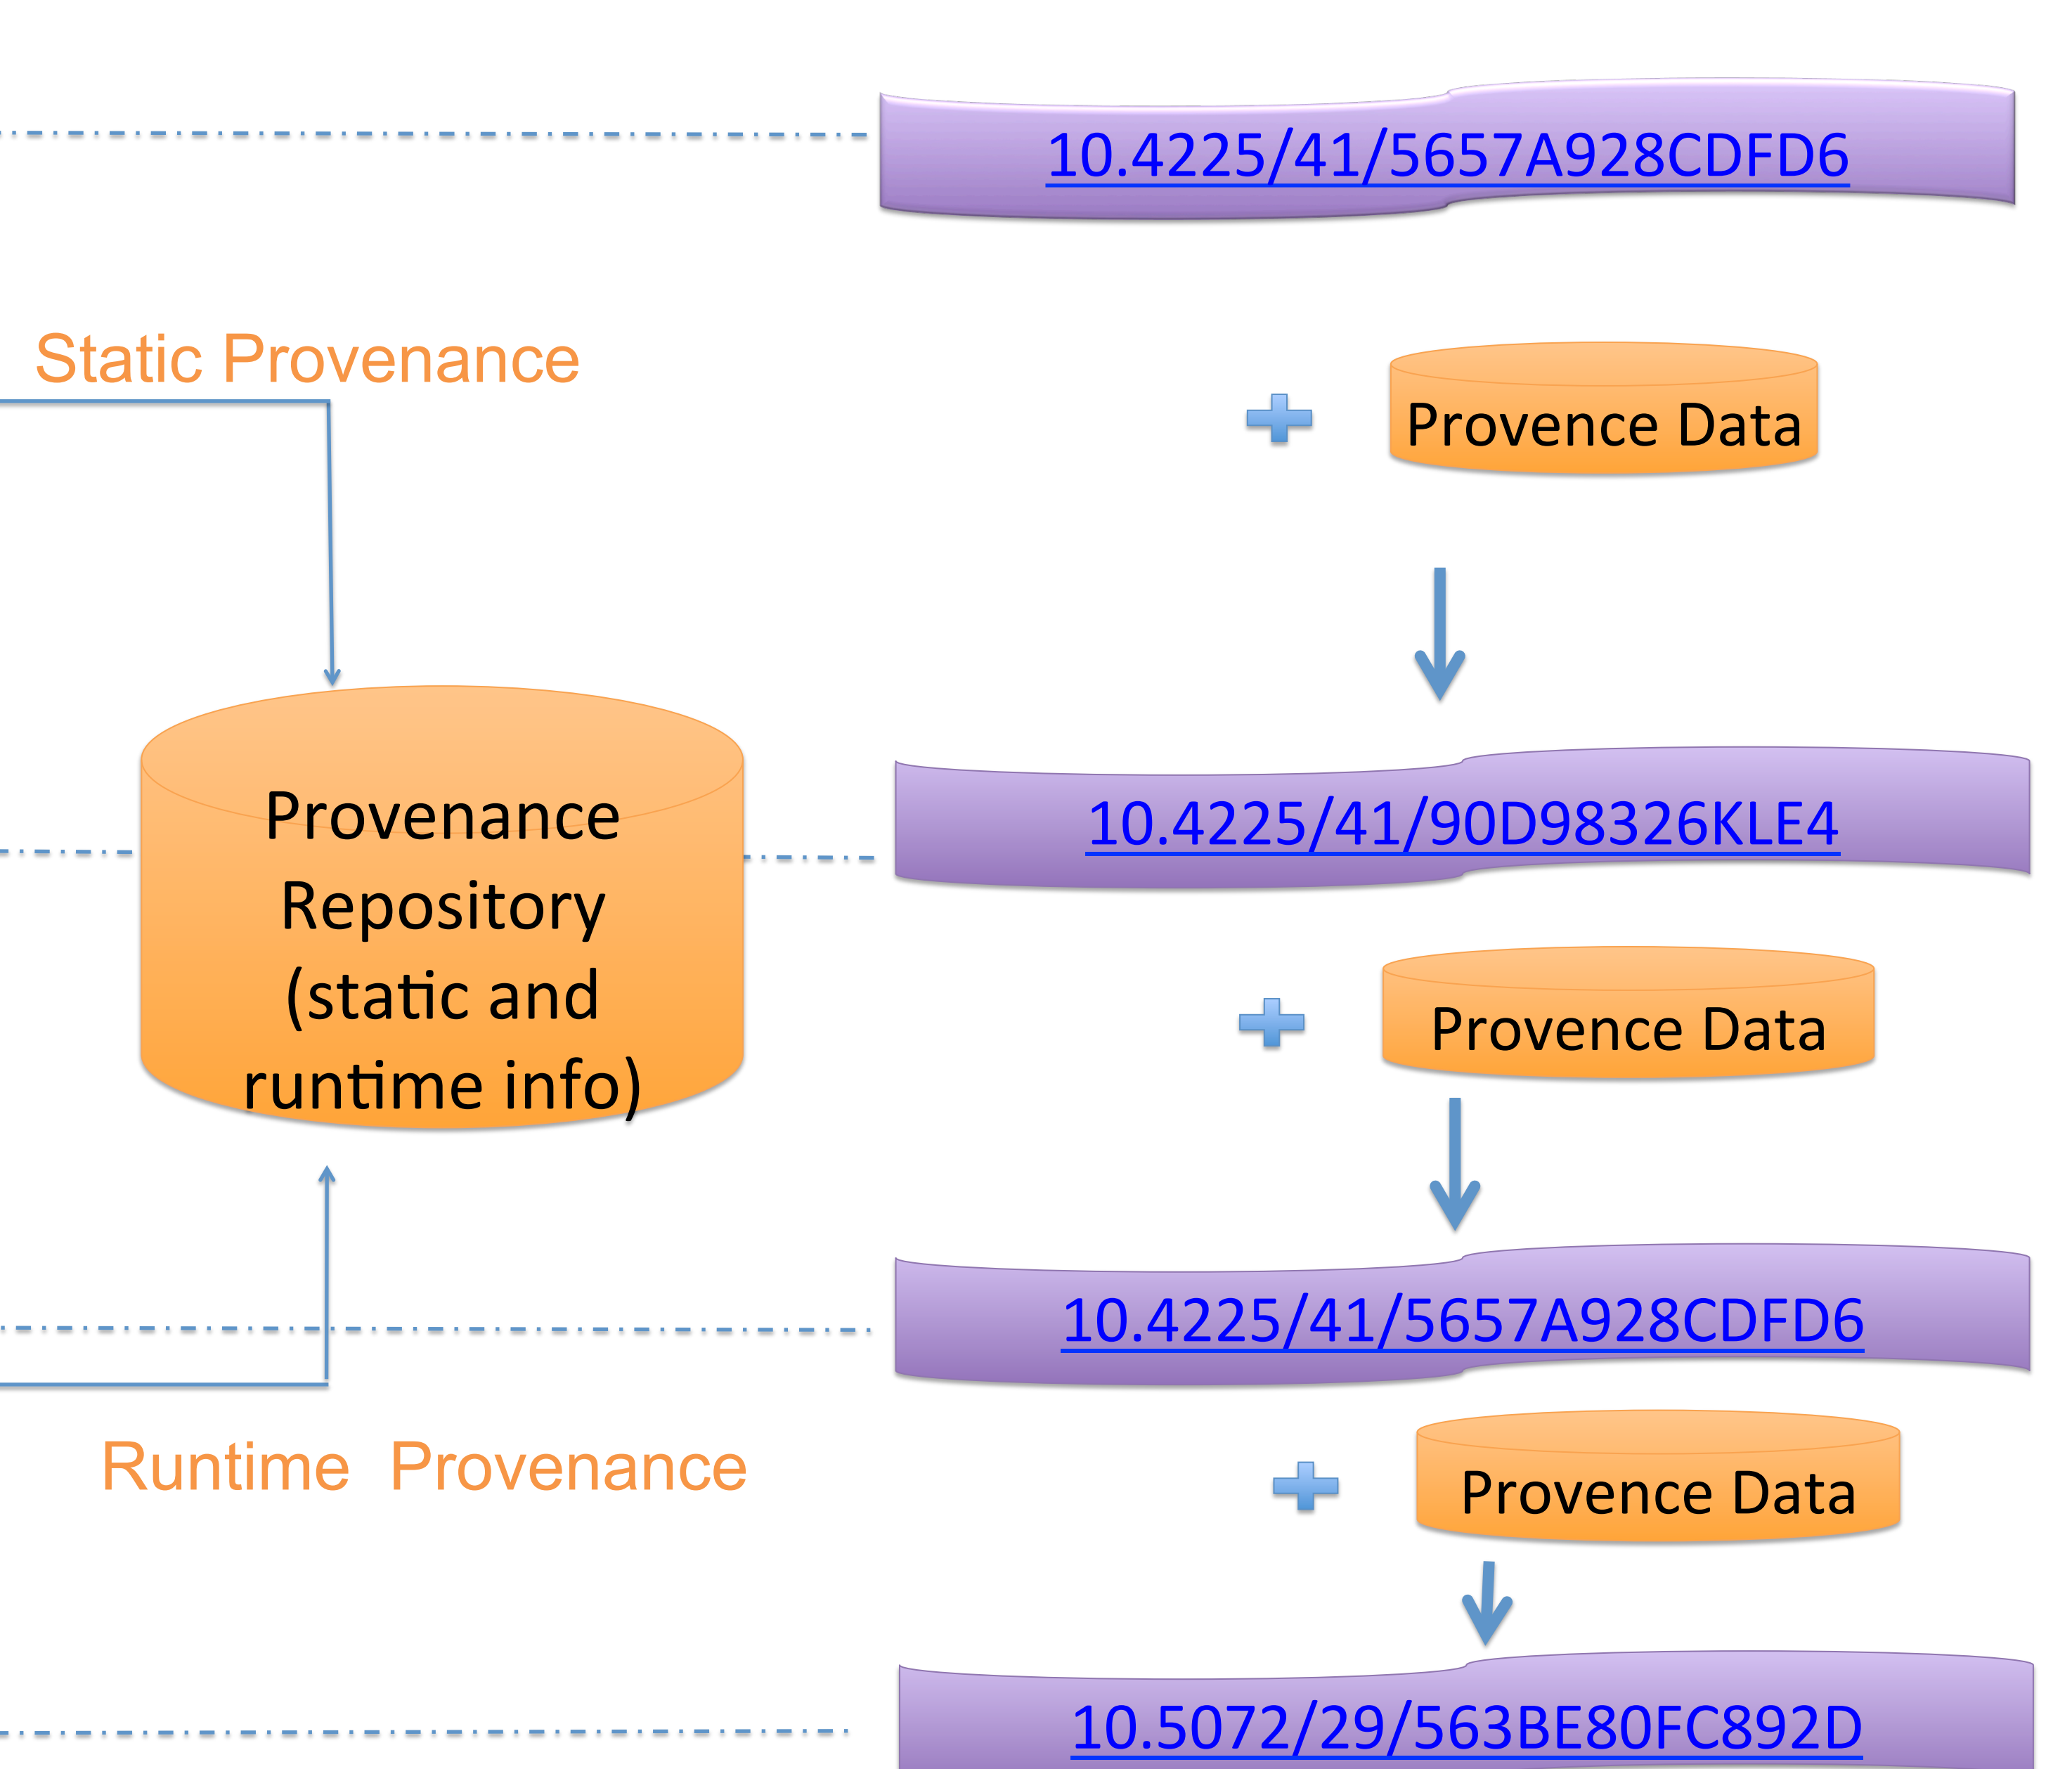 10.4225/41/5657A928CDFD6
Static Provenance
Provence Data
Provenance
Repository
(static and
runtime info)
10.4225/41/90D98326KLE4
Provence Data
10.4225/41/5657A928CDFD6
Runtime Provenance
Provence Data
10.5072/29/563BE80FC892D